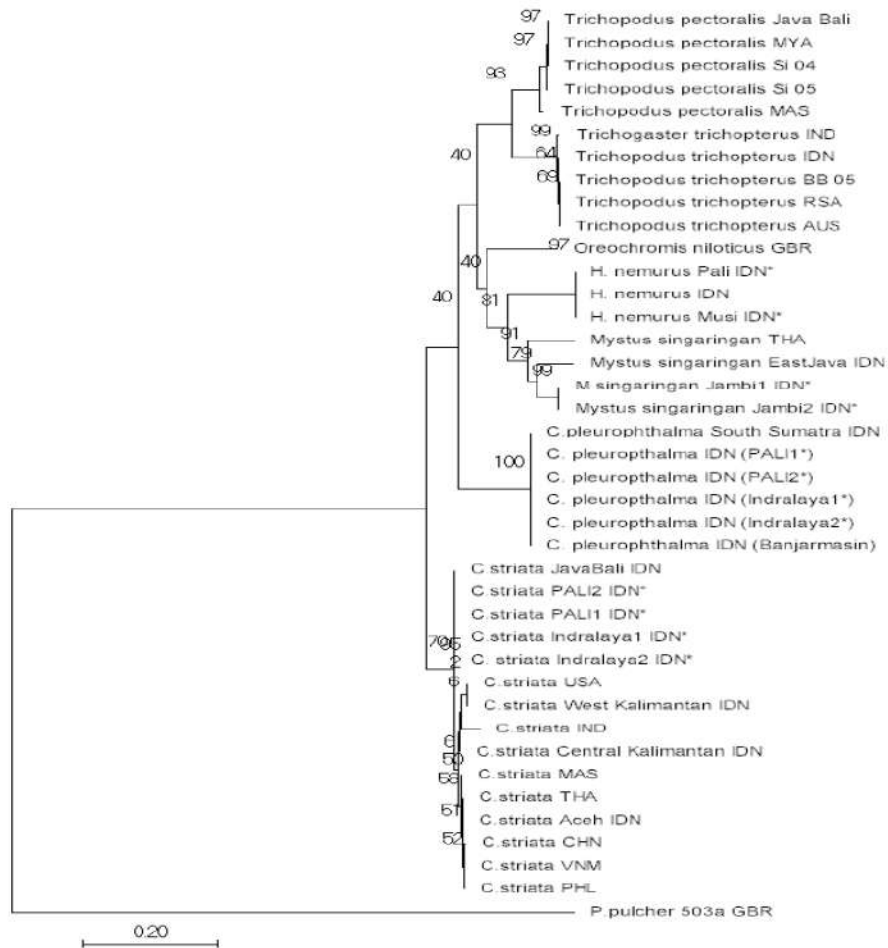 97
Trichopodus pectoralis Java Bali
97
Trichopodus pectoralis MYA
Trichopodus pectoralis Si 04
93
Trichopodus pectoralis Si 05
Trichopodus pectoralis MAS
99
Trichogaster trichopterus IND
40
64
Trichopodus trichopterus IDN
69
Trichopodus trichopterus BB 05
Trichopodus trichopterus RSA
Trichopodus trichopterus AUS
97
Oreochromis niloticus GBR
40
H. nemurus Pali IDN*
40
81
H. nemurus IDN
H. nemurus Musi IDN*
91
Mystus singaringan THA
79
Mystus singaringan EastJava IDN
99
M.singaringan Jambi1 IDN*
Mystus singaringan Jambi2 IDN*
C.pleurophthalma South Sumatra IDN
100
C. pleuropthalma IDN (PALI1*)
C. pleuropthalma IDN (PALI2*)
C. pleuropthalma IDN (Indralaya1*)
C. pleuropthalma IDN (Indralaya2*)
C. pleurophthalma IDN (Banjarmasin)
C.striata JavaBali IDN
C.striata PALI2 IDN*
C.striata PALI1 IDN*
70
95
C.striata Indralaya1 IDN*
2
C. striata Indralaya2 IDN*
6
C.striata USA
C.striata West Kalimantan IDN
C.striata IND
6
50
C.striata Central Kalimantan IDN
56
C.striata MAS
C.striata THA
51
C.striata Aceh IDN
52
C.striata CHN
C.striata VNM
C.striata PHL
P.pulcher 503a GBR
0.20